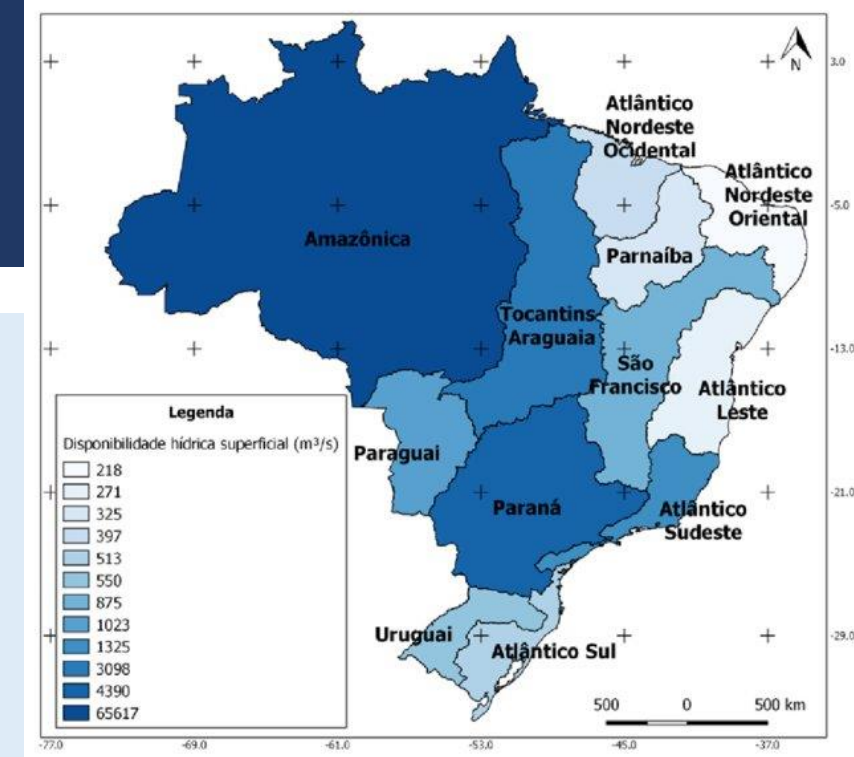 N
3.0
Atlântico
Nordeste
Ocidental
Atlântico
Nordeste
Oriental
-5.0
Amazônica
Parnaíba
Tocantins-
Araguaia
-13.0
São
Francisco
Atlântico
Leste
Legenda
Disponibilidade hídrica superficial (m³/s)
218
271
325
397
513
550
875
1023
1325
3098
4390
65617
Paraguai
-21.0
Paraná
Atlântico
Sudeste
Uruguai
-29.0
Atlântico Sul
500 0 500 km
-77.0 -69.0 -61.0 -53.0 -45.0 -37.0